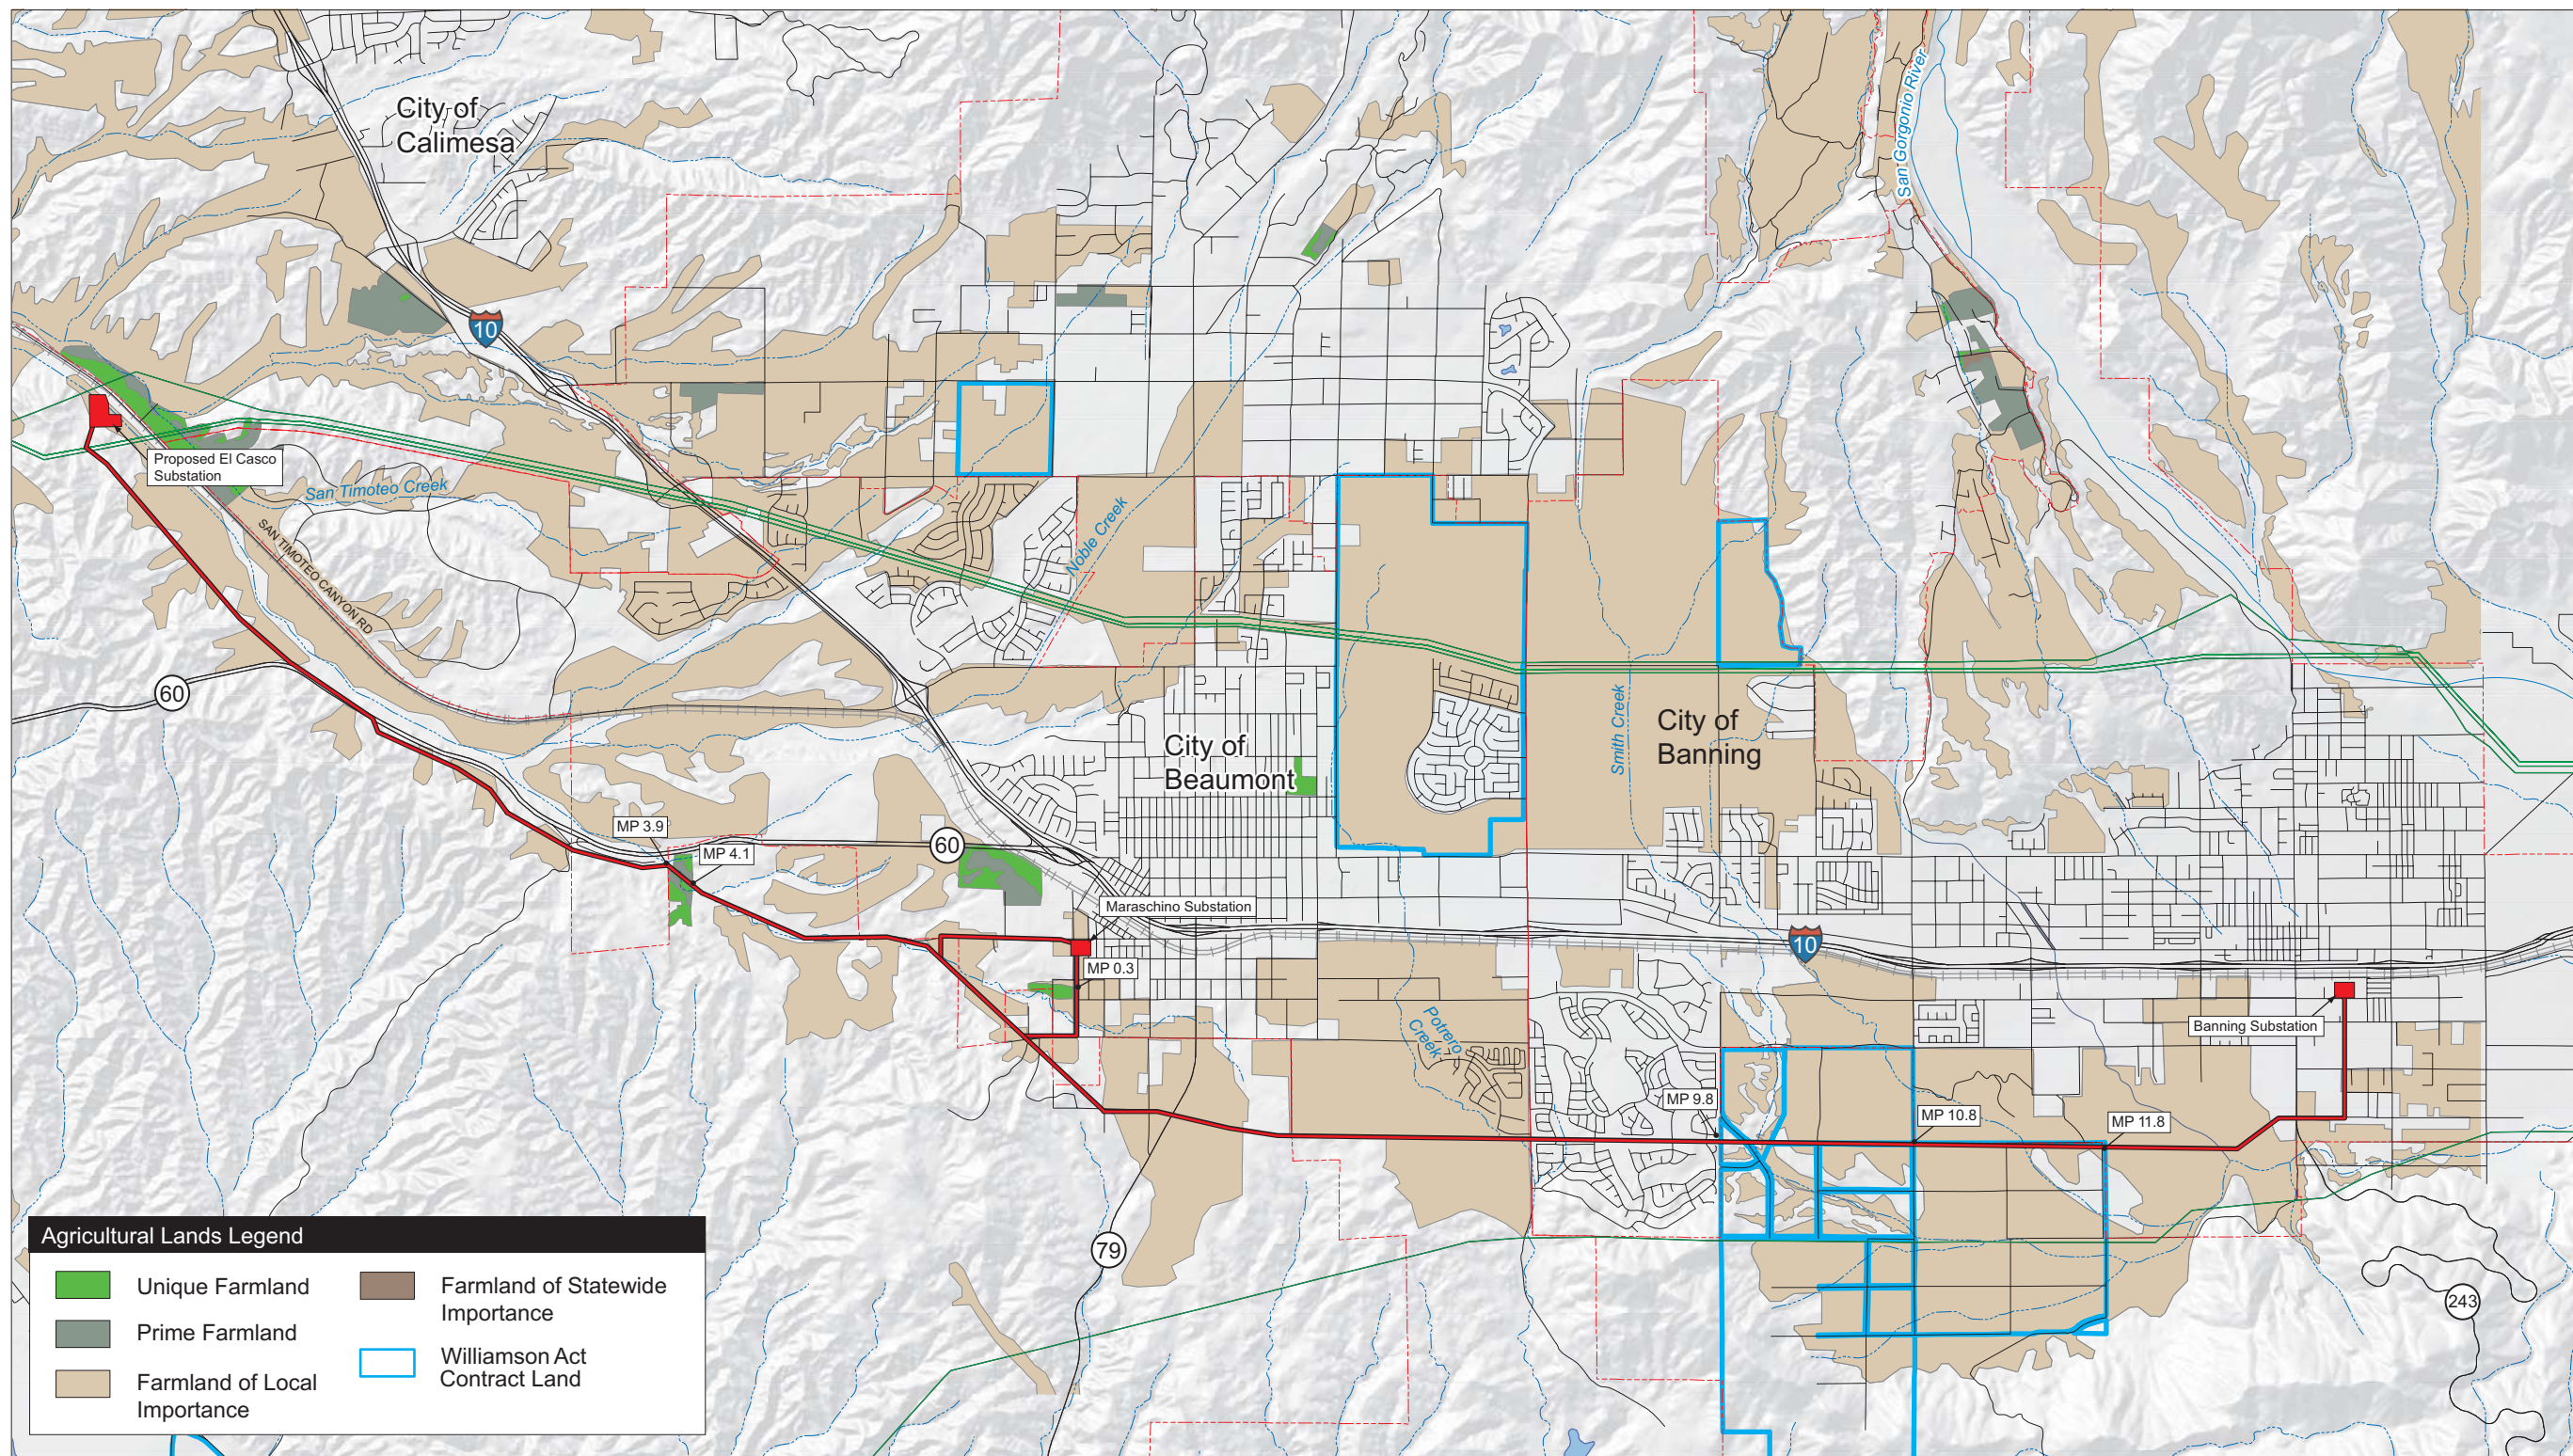 City of
Calimesa
San Gorgonio River
10
Proposed El Casco
Substation
San Timoteo Creek
SAN TIMOTEO CANYON RD
Noble Creek
60
City of
Beaumont
Smith Creek
City of
Banning
MP 3.9
MP 4.1
60
Maraschino Substation
MP 0.3
10
Potrero
Creek
Banning Substation
MP 9.8
MP 10.8
MP 11.8
79
243
Agricultural Lands Legend
Unique Farmland
Prime Farmland
Farmland of Local
Importance
Farmland of Statewide
Importance
Williamson Act
Contract Land